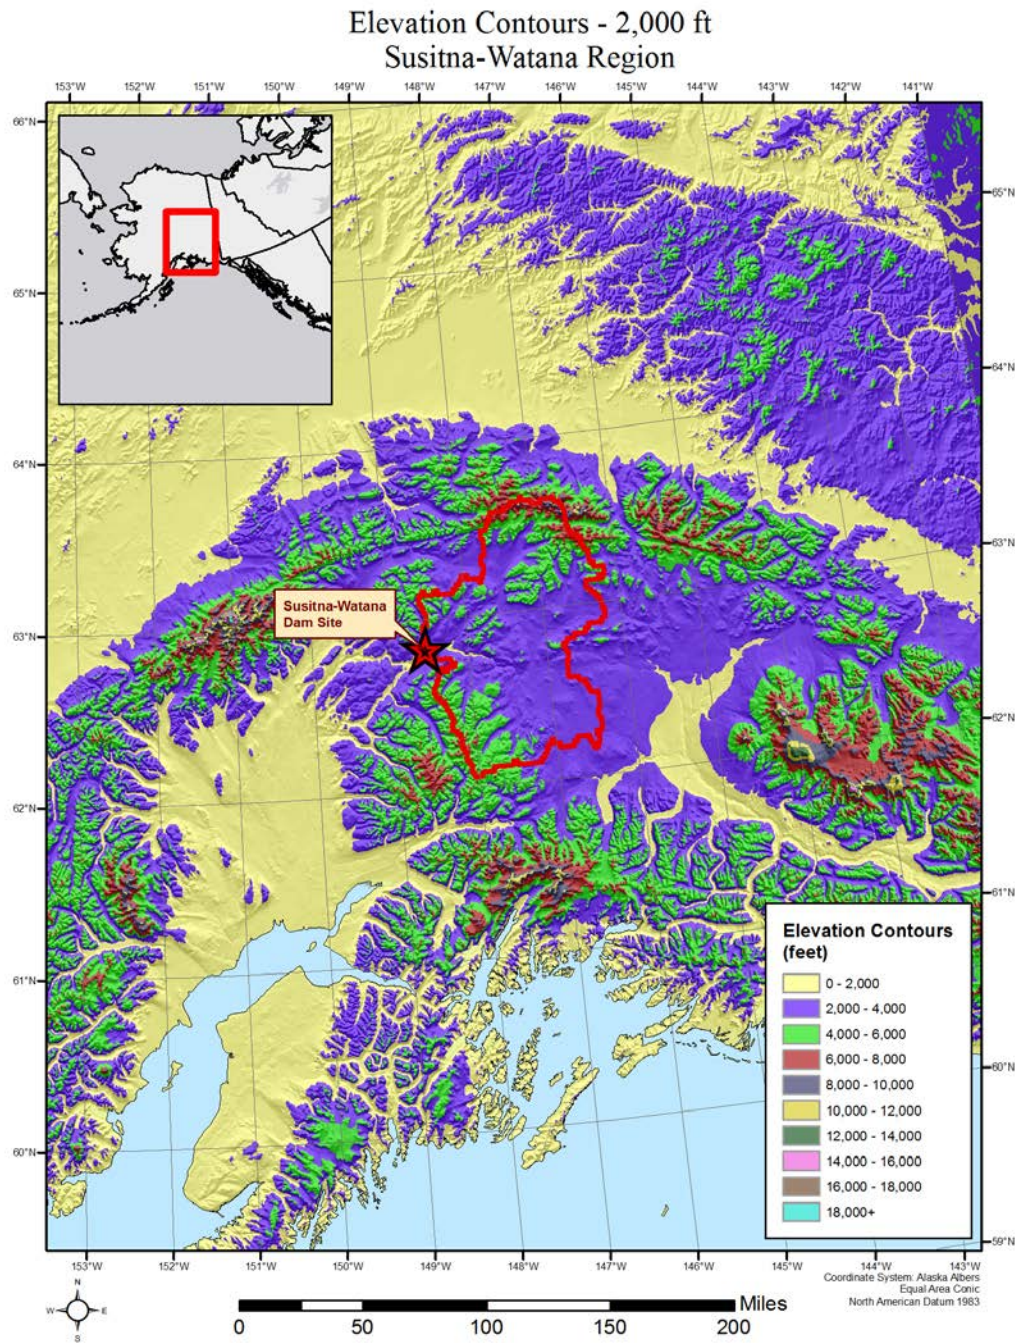 Elevation Contours - 2,000 ft
Susitna-Watana Region
153°W 152°W 151°W 150°W 149°W 148°W 147°W 146°W 145°W 144°W 143°W 142°W 141°W
66°N
65°N
65°N
64°N
64°N
63°N
Susitna-Watana
Dam Site
63°N
62°N
62°N
61°N
Elevation Contours
(feet)
61°N
0 - 2,000
2,000 - 4,000
4,000 - 6,000
6,000 - 8,000
60°N
8,000 - 10,000
10,000 - 12,000
12,000 - 14,000
60°N
14,000 - 16,000
16,000 - 18,000
18,000+
59°N
153°W 152°W 151°W 150°W 149°W 148°W 147°W 146°W 145°W 144°W 143°W
Coordinate System: Alaska Albers
Equal Area Conic
North American Datum 1983
N
W E
S
Miles
0 50 100 150 200